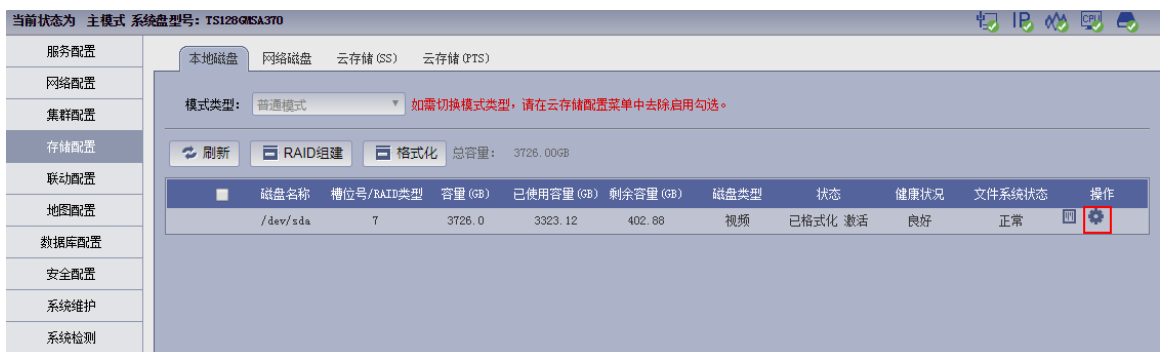 当前状态为 主模式 系统盘型号: TS128GMSA370
IP CPU
服务配置
网络配置
集群配置
存储配置
联动配置
地图配置
数据库配置
安全配置
系统维护
系统检测
本地磁盘 网络磁盘 云存储(SS) 云存储(PTS)
模式类型: 普通模式 如需切换模式类型,请在云存储配置菜单中去除启用勾选。
刷新 RAID组建 格式化 总容量: 3726.00GB
磁盘名称 槽位号/RAID类型 容量(GB) 已使用容量(GB) 剩余容量(GB) 磁盘类型 状态 健康状况 文件系统状态 操作
/dev/sda 7 3726.0 3323.12 402.88 视频 已格式化 激活 良好 正常